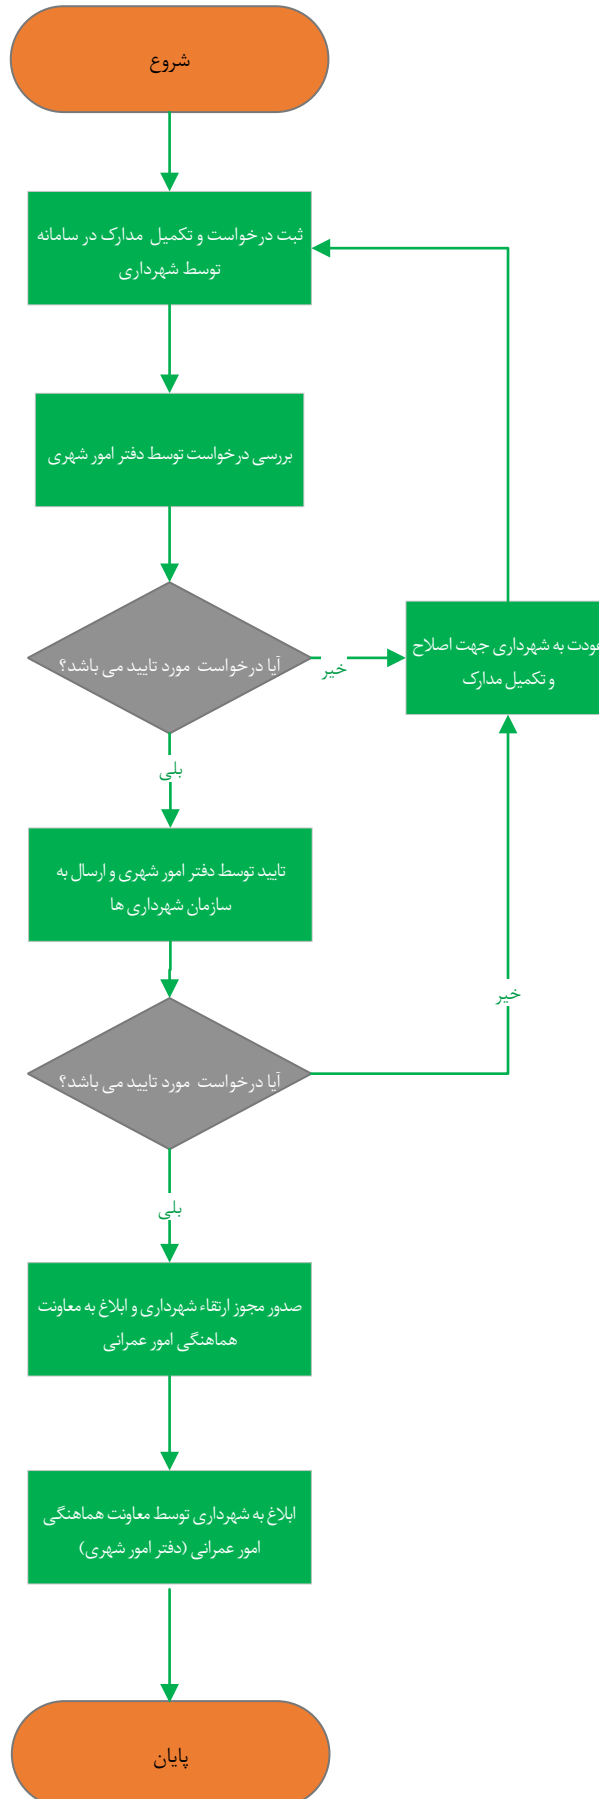 شروع
ثبت درخواست و تکمیل مدارک در سامانه
توسط شهرداری
بررسی درخواست توسط دفتر امور شهری
آیا درخواست مورد تایید می باشد؟
خیر
عودت به شهرداری جهت اصلاح
و تکمیل مدارک
بلی
تایید توسط دفتر امور شهری و ارسال به
سازمان شهرداری ها
خیر
آیا درخواست مورد تایید می باشد؟
بلی
صدور مجوز ارتقاء شهرداری و ابلاغ به معاونت
هماهنگی امور عمرانی
ابلاغ به شهرداری توسط معاونت هماهنگی
امور عمرانی (دفتر امور شهری)
پایان